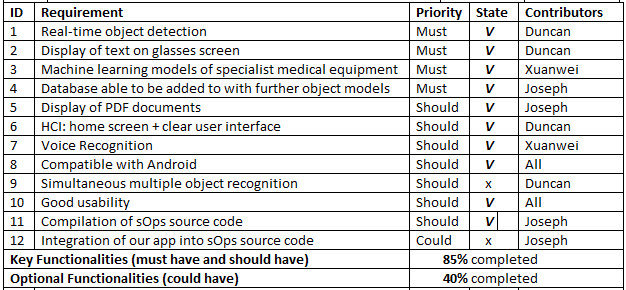 ID Requirement Priority State Contributors
1 Real-time object detection Must V Duncan
2 Display of text on glasses screen Must V Duncan
3 Machine learning models of specialist medical equipment Must V Xuanwei
4 Database able to be added to with further object models Must V Joseph
5 Display of PDF documents Should V Joseph
6 HCI: home screen + clear user interface Should V Duncan
7 Voice Recognition Should V Xuanwei
8 Compatible with Android Should V All
9 Simultaneous multiple object recognition Should x Duncan
10 Good usability Should V All
11 Compilation of sOps source code Should V Joseph
12 Integration of our app into sOps source code Could x Joseph
Key Functionalities (must have and should have) 85% completed
Optional Functionalities (could have) 40% completed